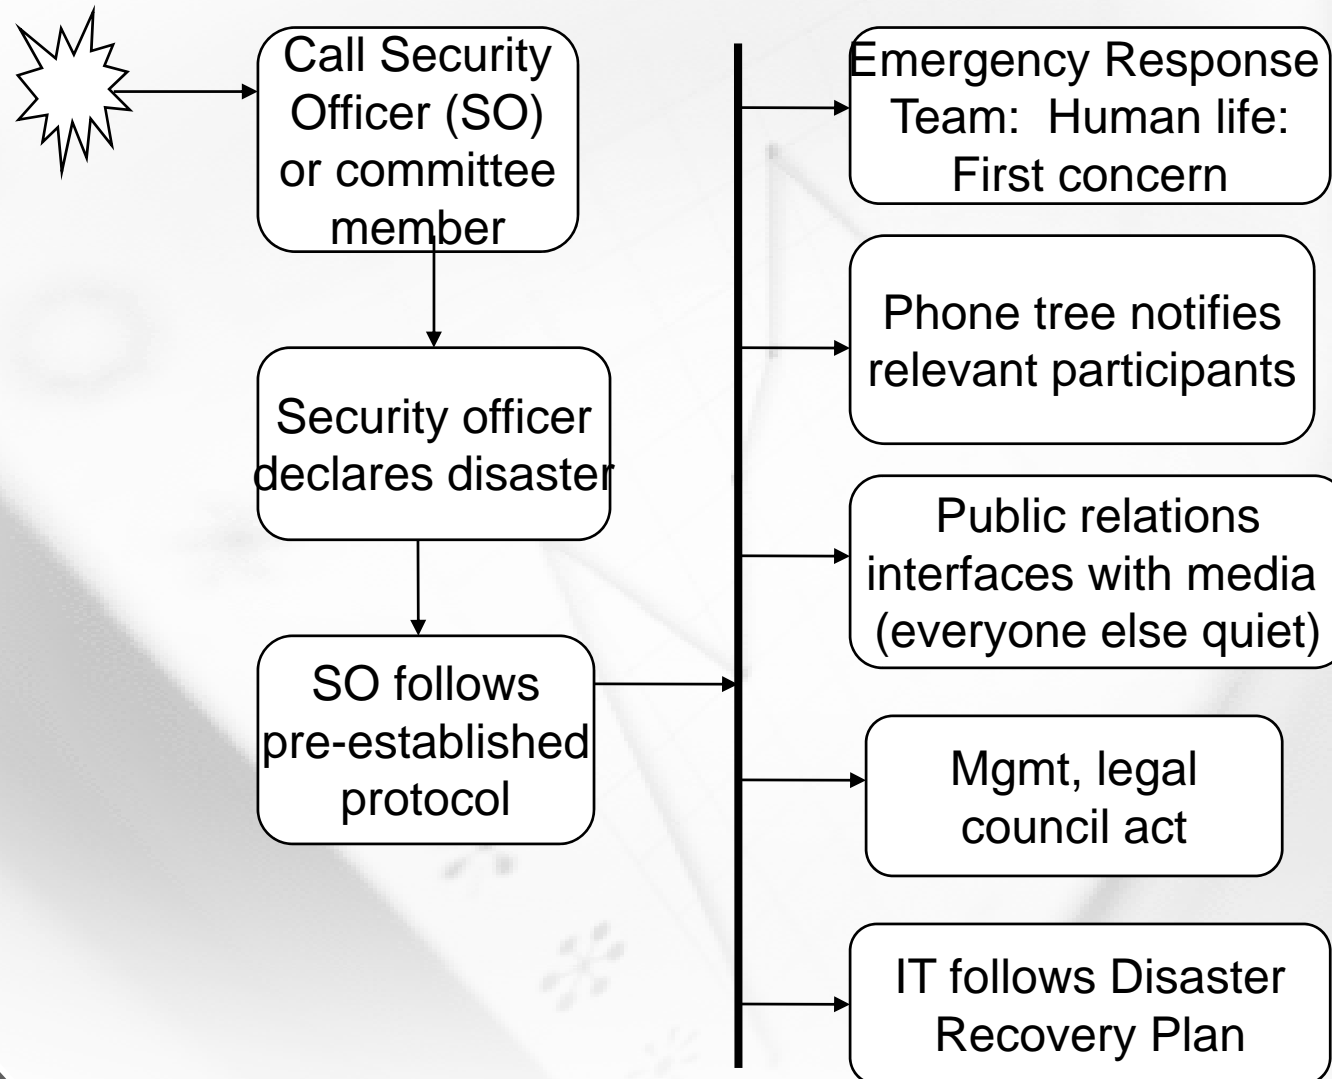 Call Security
Officer (SO)
or committee
member
Security officer
declares disaster
SO follows
pre-established
protocol
Emergency Response
Team:  Human life:
First concern
Phone tree notifies
relevant participants
Public relations
interfaces with media
(everyone else quiet)
Mgmt, legal
council act
IT follows Disaster
Recovery Plan